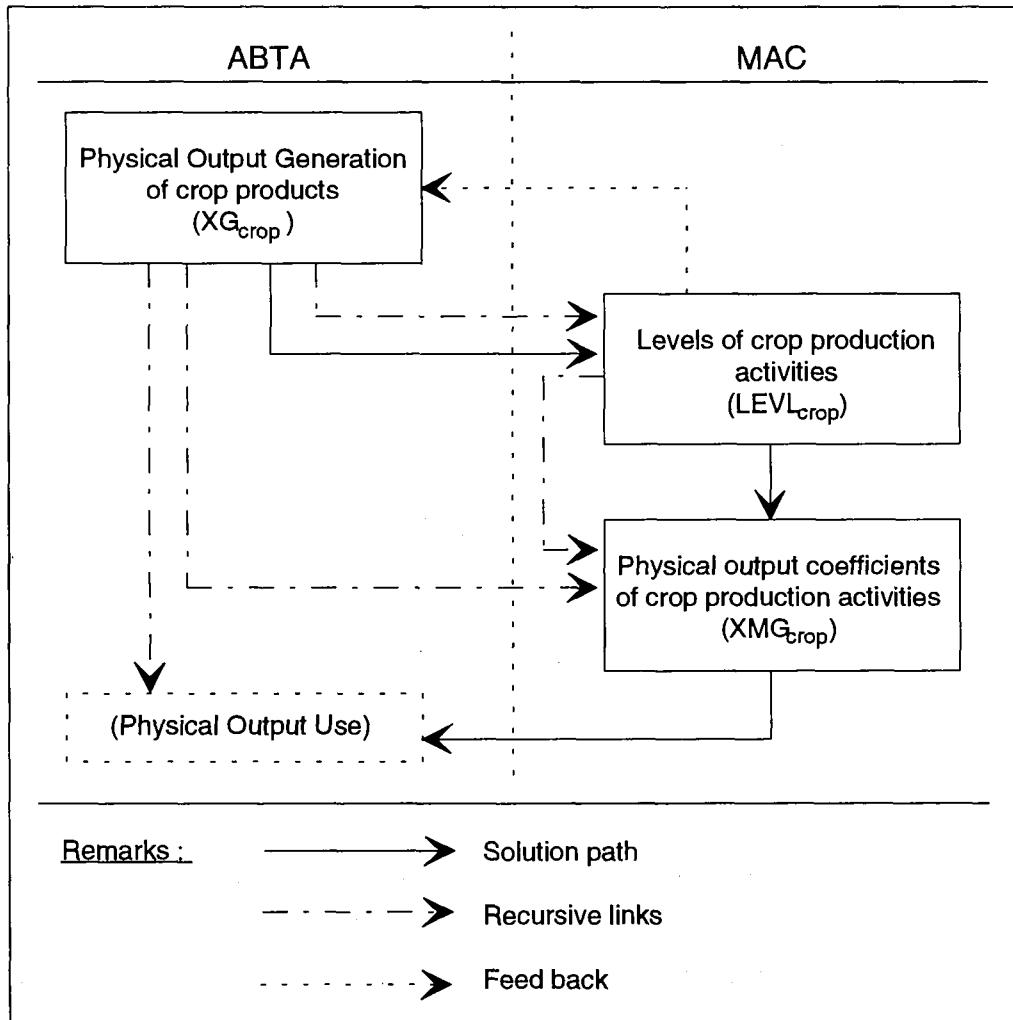 ABTA
MAC
Physical Output Generation
of crop products
(XGcrop )
Levels of crop production
activities
(LEVLcrop)
Physical output coefficients
of crop production activities
(XMGcrop)
(Physical Output Use)
Remarks :
Solution path
Recursive links
Feed back